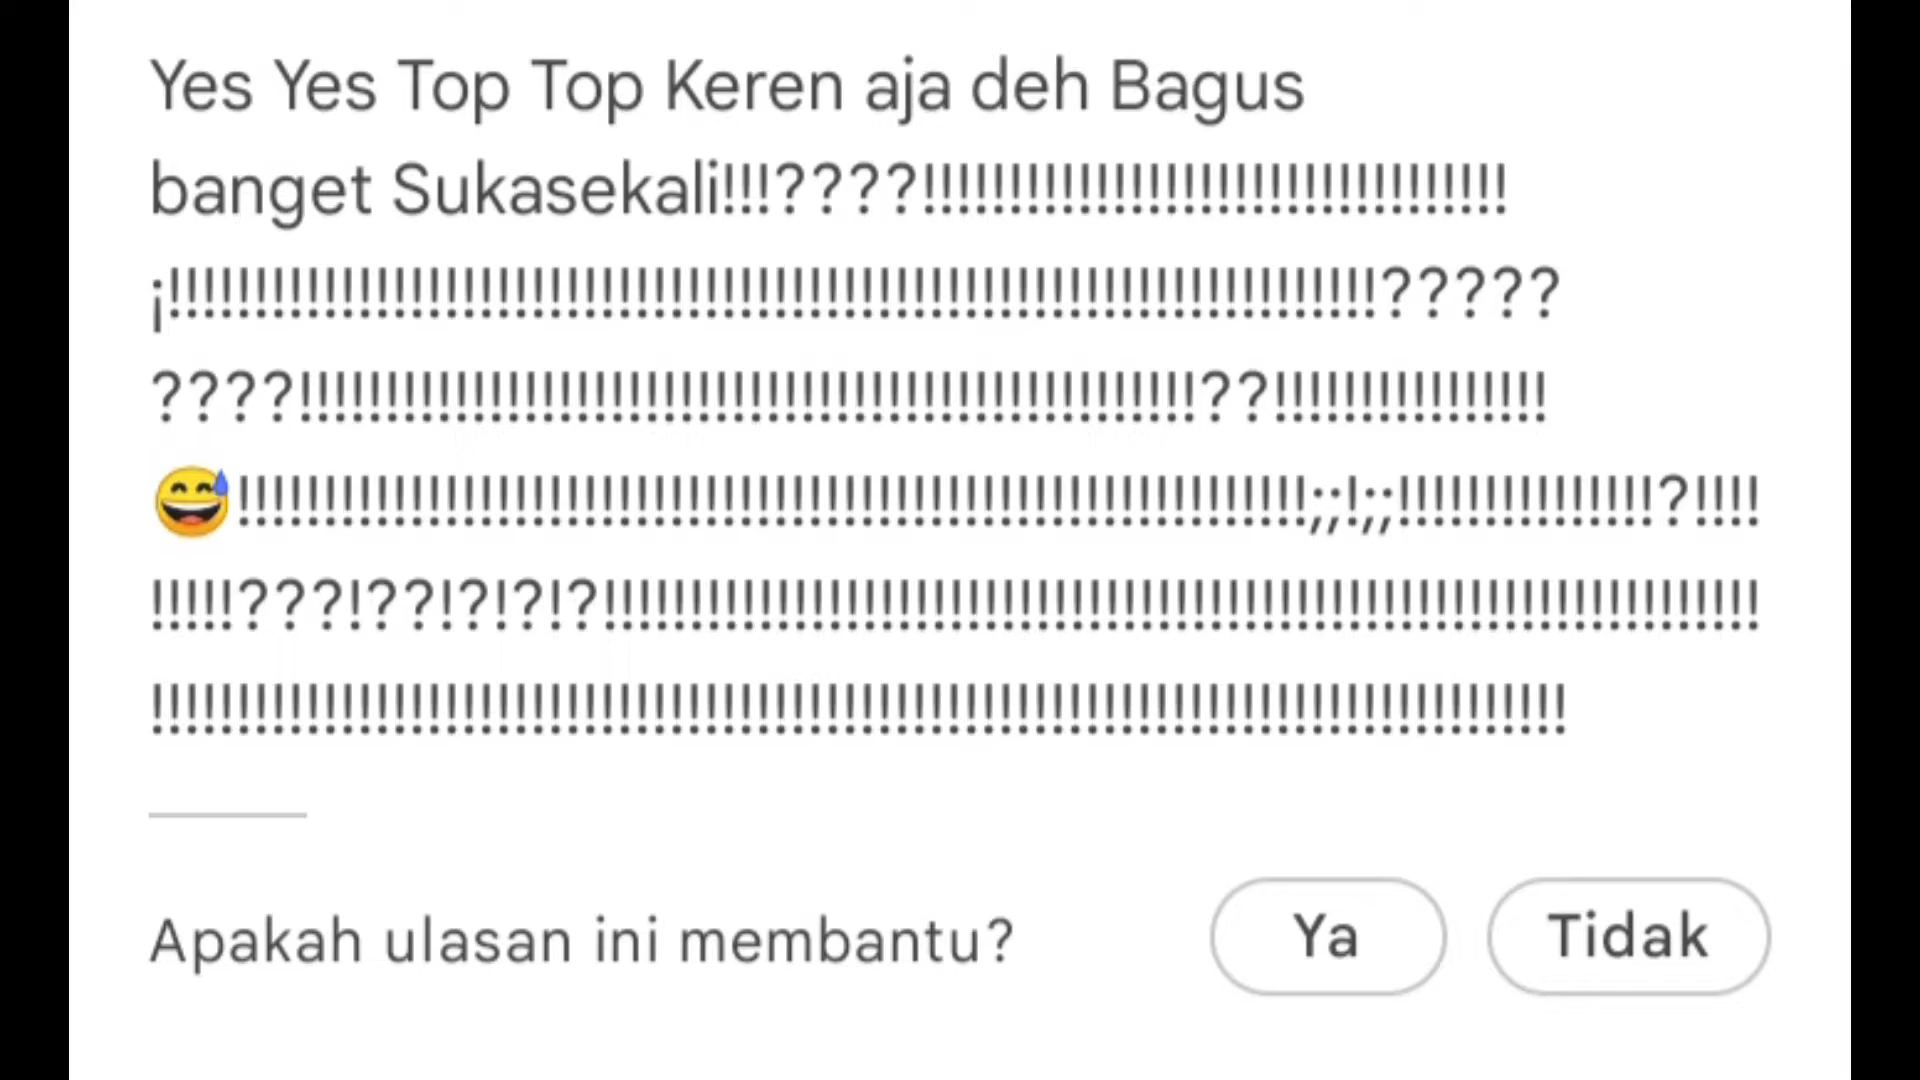 Yes Yes Top Top Keren aja deh Bagus
banget Sukasekali!!!????!!!!!!!!!!!!!!!!!!!!!!!!!!!!!!!!!!
¡!!!!!!!!!!!!!!!!!!!!!!!!!!!!!!!!!!!!!!!!!!!!!!!!!!!!!!!!!!!!!!!!!!!!!!?????
????!!!!!!!!!!!!!!!!!!!!!!!!!!!!!!!!!!!!!!!!!!!!!!!!!!!!??!!!!!!!!!!!!!!!!
😅!!!!!!!!!!!!!!!!!!!!!!!!!!!!!!!!!!!!!!!!!!!!!!!!!!!!!!!!!!!!!!;;!;;!!!!!!!!!!!!!!!?!!!!
!!!!!???!??!?!?!?!!!!!!!!!!!!!!!!!!!!!!!!!!!!!!!!!!!!!!!!!!!!!!!!!!!!!!!!!!!!!!!!!!
!!!!!!!!!!!!!!!!!!!!!!!!!!!!!!!!!!!!!!!!!!!!!!!!!!!!!!!!!!!!!!!!!!!!!!!!!!!!!!!!!!
Apakah ulasan ini membantu?
Ya
Tidak